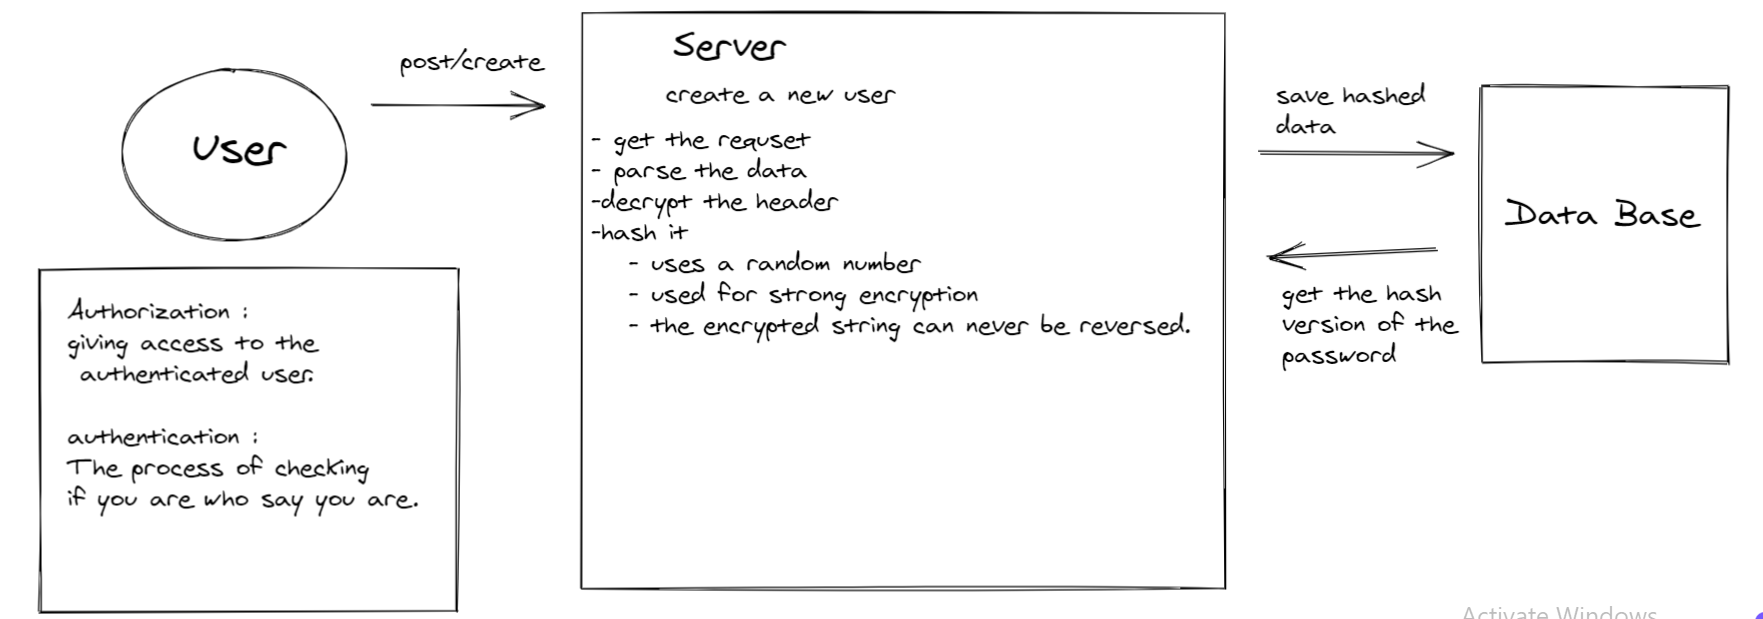 User
post/create
Server
create a new user
- get the requset
- parse the data
-decrypt the header
-hash it
- uses a random number
- used for strong encryption
- the encrypted string can never be reversed.
save hashed
data
get the hash
version of the
password
Data Base
Authorization :
giving access to the
authenticated user.
authentication :
The process of checking
if you are who say you are.
Activate Windows